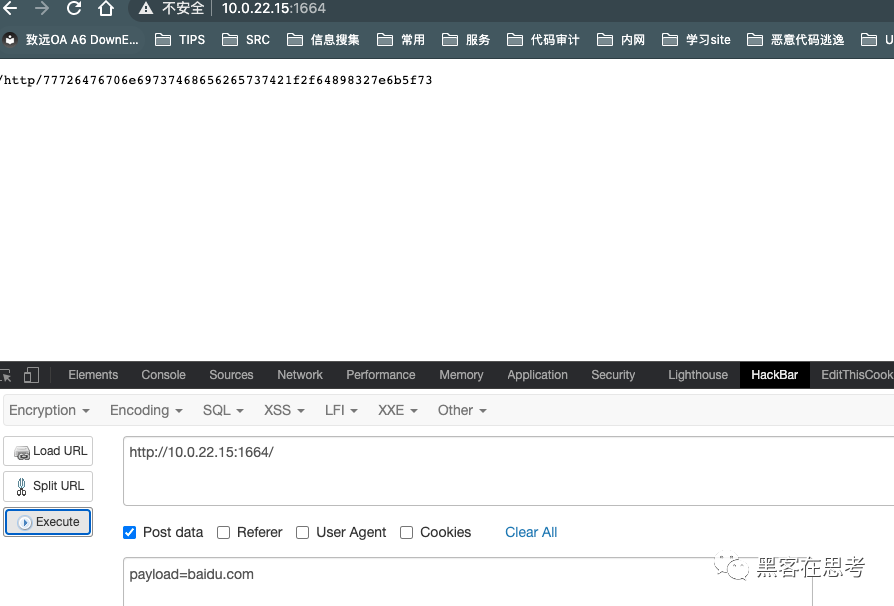 不安全 10.0.22.15:1664
致远OA A6 DownE... TIPS SRC 信息搜集 常用 服务 代码审计 内网 学习site 恶意代码逃逸 U
/http/77726476706e69737468656265737421f2f64898327e6b5f73
Elements Console Sources Network Performance Memory Application Security Lighthouse HackBar EditThisCook
Encryption Encoding SQL XSS LFI XXE Other
Load URL http://10.0.22.15:1664/
Split URL
Execute Post data Referer User Agent Cookies Clear All
payload=baidu.com
黑客在思考